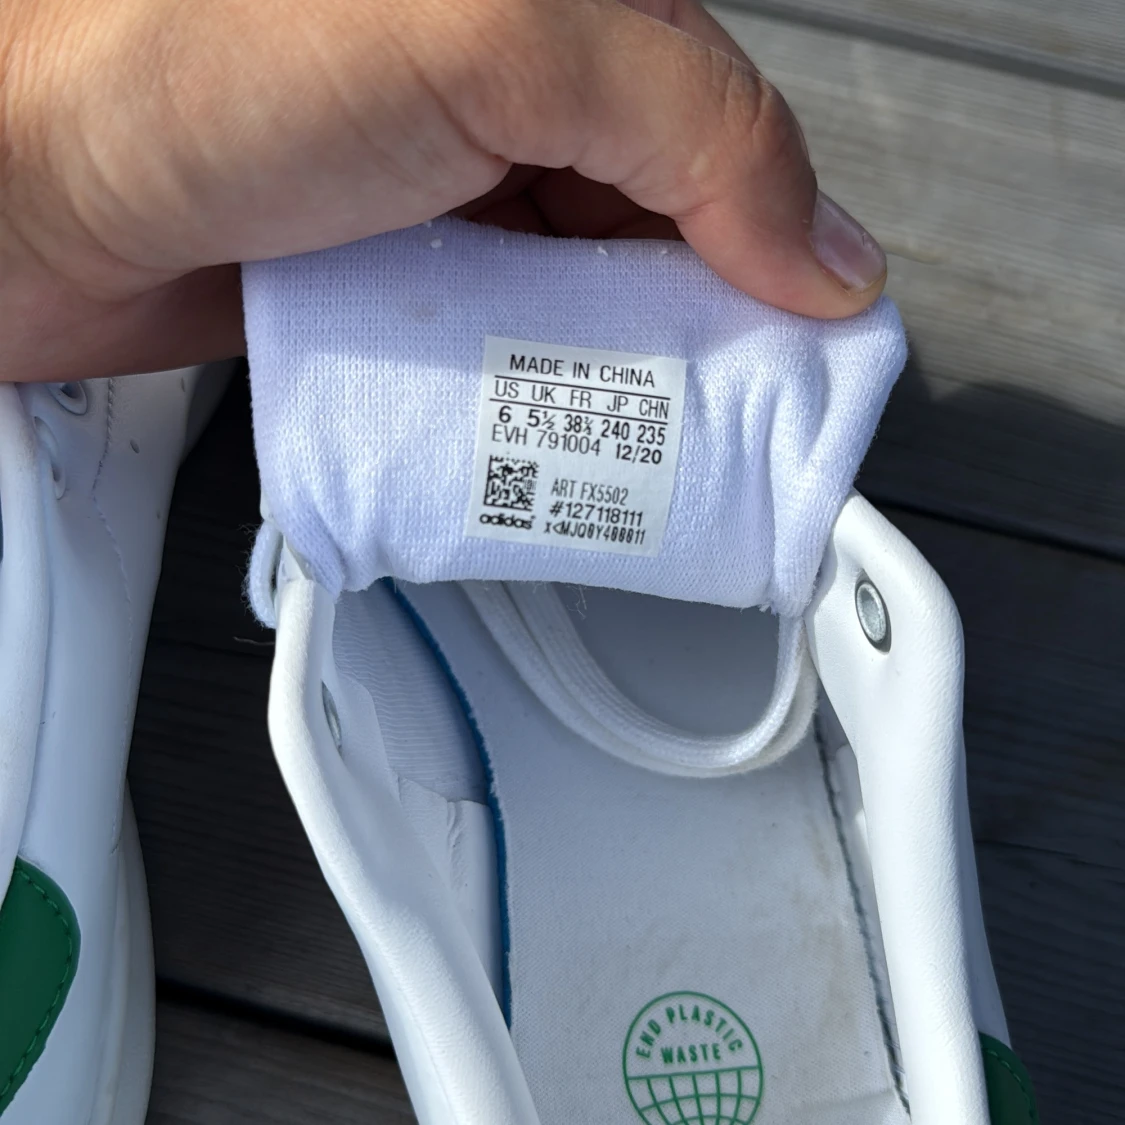 MADE IN CHINA
US UK FR JP CHN
6 5½ 38⅔ 240 235
EVH 791004 12/20
ART FX5502
#127118111
adidas
x<MJQ0Y400011
END PLASTIC
WASTE